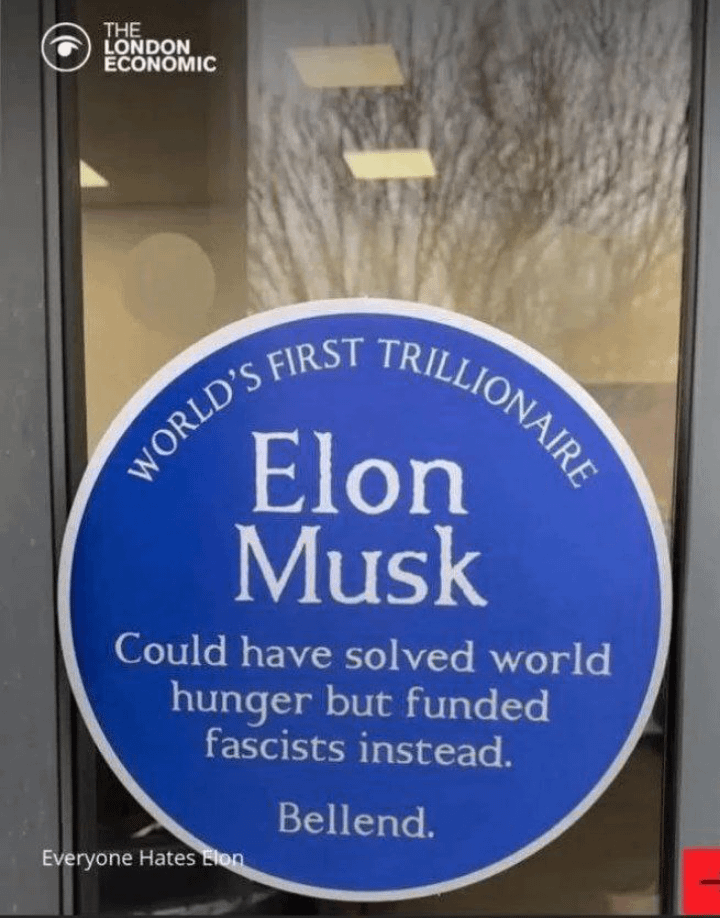 THE
LONDON
ECONOMIC
WORLD'S FIRST TRILLIONAIRE
Elon
Musk
Could have solved world
hunger but funded
fascists instead.
Bellend.
Everyone Hates Elon